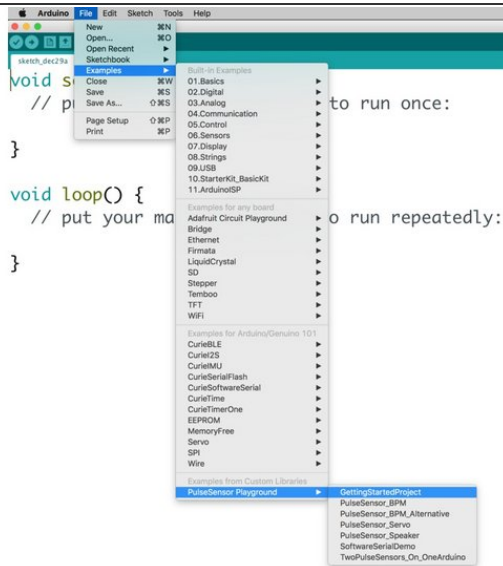 Arduino File Edit Sketch Tools Help
sketch_dec29a
New ⌘N
Open... ⌘O
Open Recent
Sketchbook
Examples
Close ⌘W
Save ⌘S
Save As... ⇧⌘S
Page Setup ⇧⌘P
Print ⌘P
Built-in Examples
01.Basics
02.Digital
03.Analog
04.Communication
05.Control
06.Sensors
07.Display
08.Strings
09.USB
10.StarterKit_BasicKit
11.ArduinoISP
Examples for any board
Adafruit Circuit Playground
Bridge
Ethernet
Firmata
LiquidCrystal
SD
Stepper
Temboo
TFT
WiFi
Examples for Arduino/Genuino 101
CurieBLE
CurieI2S
CurieIMU
CurieSerialFlash
CurieSoftwareSerial
CurieTime
CurieTimerOne
EEPROM
MemoryFree
Servo
SPI
Wire
Examples from Custom Libraries
PulseSensor Playground
GettingStartedProject
PulseSensor_BPM
PulseSensor_BPM_Alternative
PulseSensor_Servo
PulseSensor_Speaker
SoftwareSerialDemo
TwoPulseSensors_On_OneArduino
void s
// p to run once:
}
void loop() {
// put your ma o run repeatedly:
}